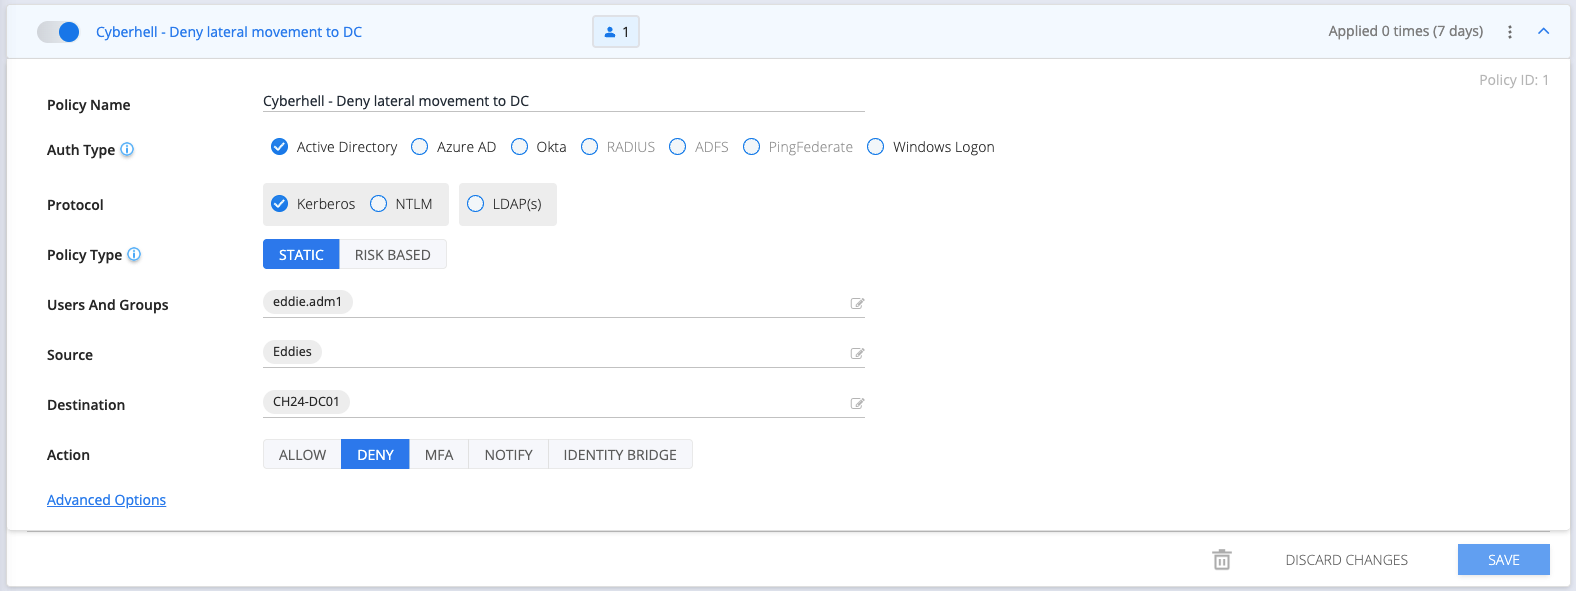 Cyberhell - Deny lateral movement to DC
1
Applied 0 times (7 days)
Policy ID: 1
Policy Name
Cyberhell - Deny lateral movement to DC
Auth Type
Active Directory Azure AD Okta RADIUS ADFS PingFederate Windows Logon
Protocol
Kerberos NTLM LDAP(s)
Policy Type
STATIC RISK BASED
Users And Groups
eddie.adm1
Source
Eddies
Destination
CH24-DC01
Action
ALLOW DENY MFA NOTIFY IDENTITY BRIDGE
Advanced Options
DISCARD CHANGES
SAVE